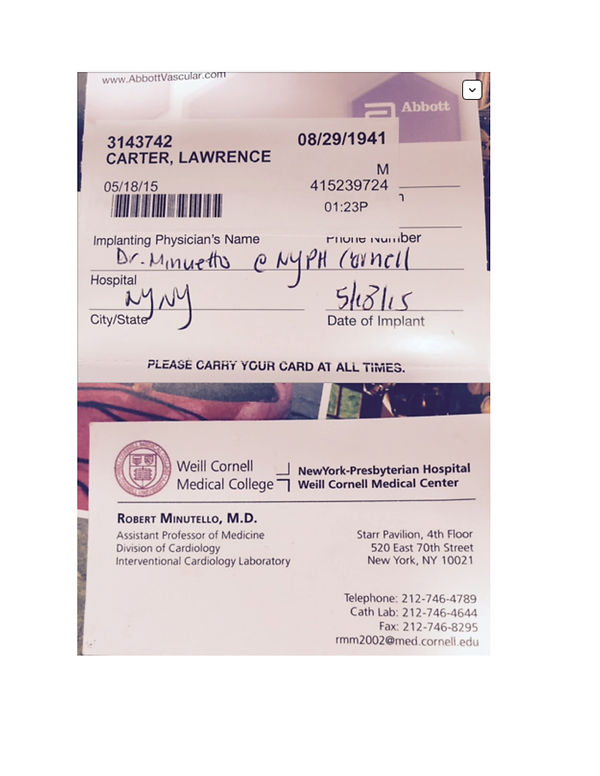 www.AbbottVascular.com
Abbott
3143742 08/29/1941
CARTER, LAWRENCE
M
05/18/15 415239724
01:23P
Implanting Physician's Name Phone Number
Dr. Minuetto @ NYPH Cornell
Hospital
NYNY 5/18/15
City/State Date of Implant
PLEASE CARRY YOUR CARD AT ALL TIMES.
Weill Cornell NewYork-Presbyterian Hospital
Medical College Weill Cornell Medical Center
ROBERT MINUTELLO, M.D.
Assistant Professor of Medicine Starr Pavilion, 4th Floor
Division of Cardiology 520 East 70th Street
Interventional Cardiology Laboratory New York, NY 10021
Telephone: 212-746-4789
Cath Lab: 212-746-4644
Fax: 212-746-8295
rmm2002@med.cornell.edu